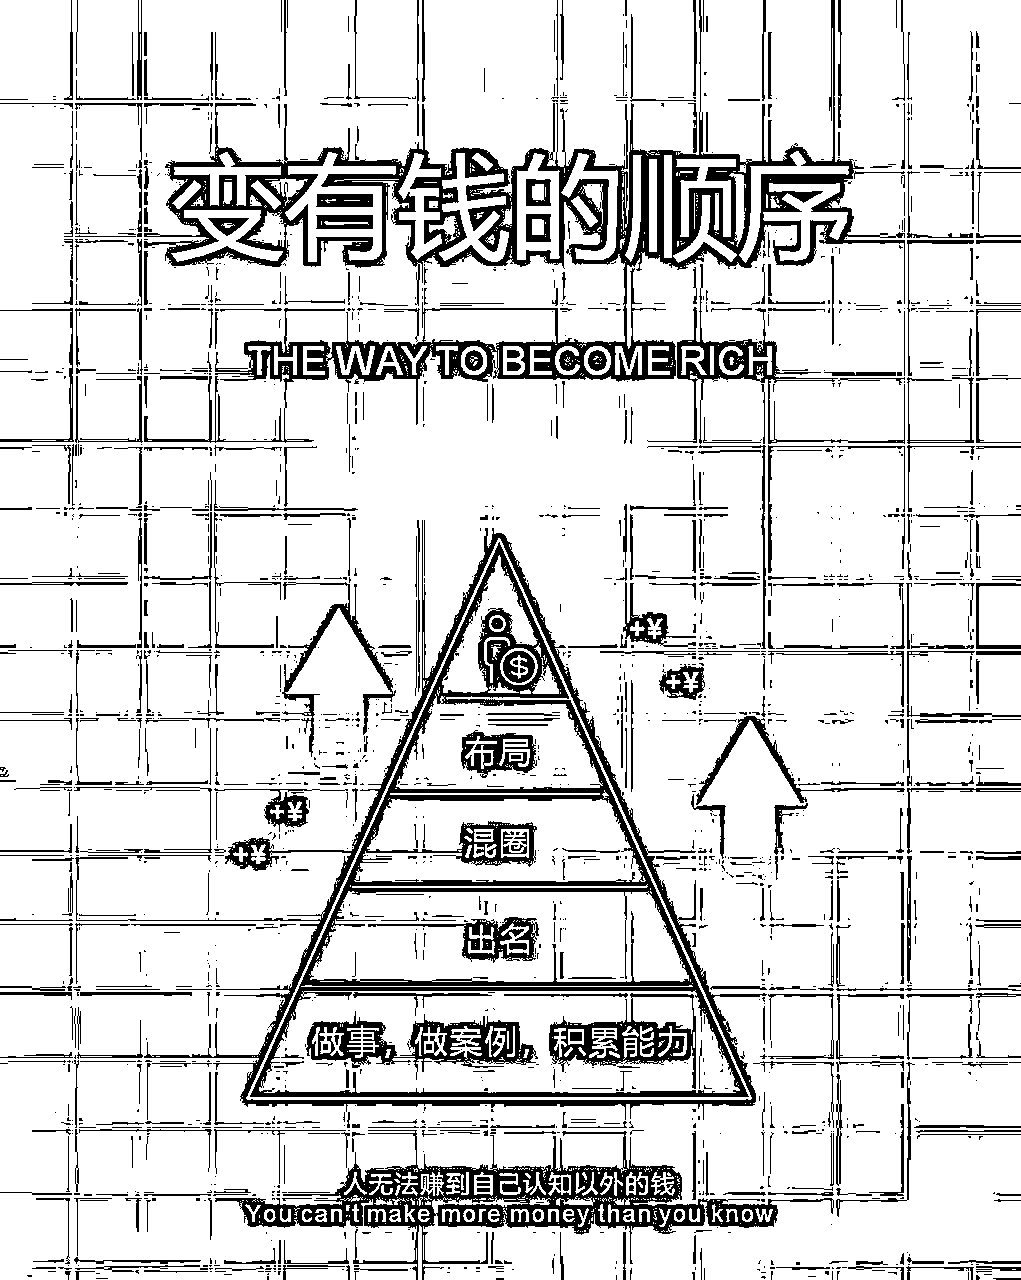 变有钱的顺序
THE WAY TO BECOME RICH
$
+¥
+¥
布局
+¥
混圈
+¥
出名
做事，做案例，积累能力
人无法赚到自己认知以外的钱
You can't make more money than you know